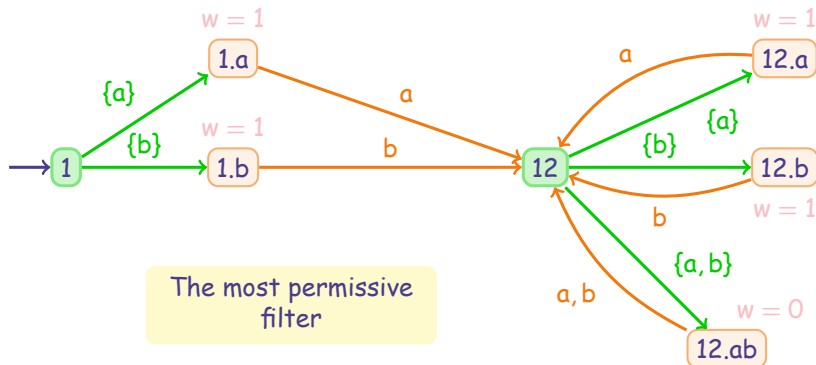 w = 1
w = 1
1.a
12.a
a
{a}
a
{a}
w = 1
{b}
b
{b}
1
1.b
12
12.b
b
w = 1
{a, b}
a, b
The most permissive
filter
w = 0
12.ab